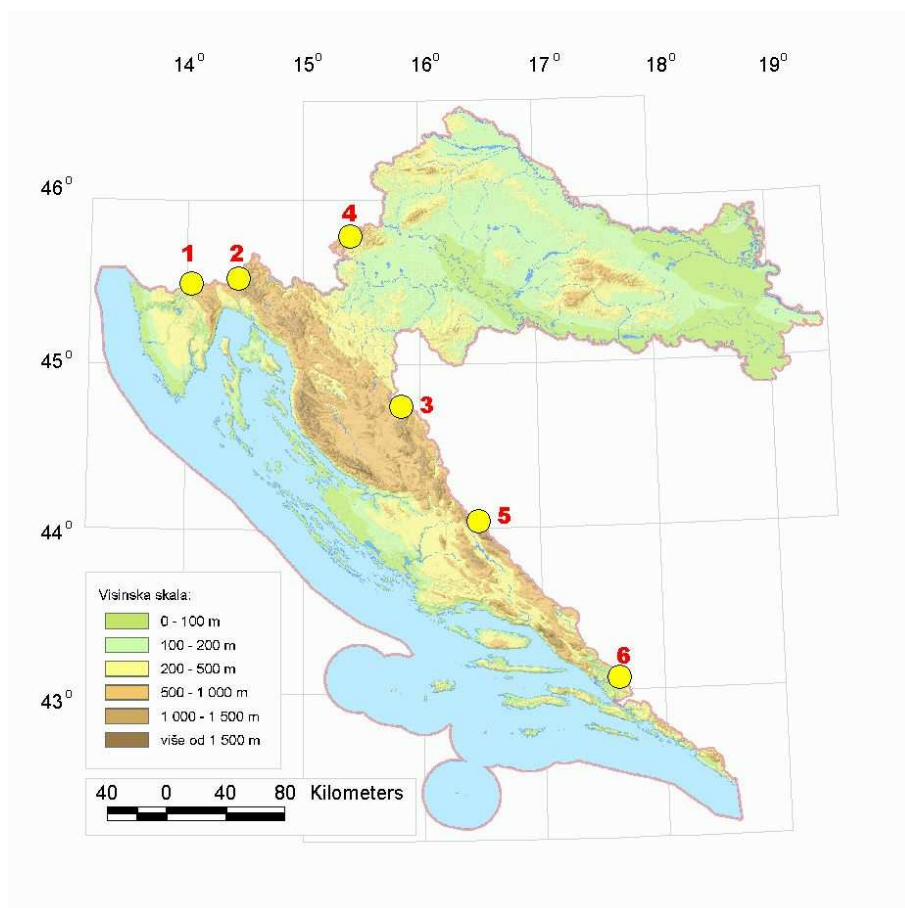 14° 15° 16° 17° 18° 19°
46°
4
1 2
45°
3
44°
5
Visinska skala:
0 - 100 m
100 - 200 m
200 - 500 m
500 - 1 000 m
1 000 - 1 500 m
više od 1 500 m
6
43°
40 0 40 80 Kilometers